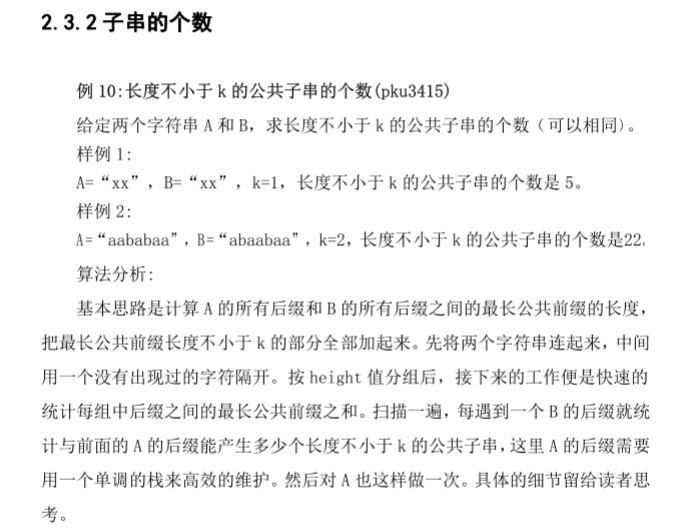 2.3.2 子串的个数
例 10:长度不小于 k 的公共子串的个数(pku3415)
给定两个字符串 A 和 B，求长度不小于 k 的公共子串的个数（可以相同）。
样例 1:
A=“xx”，B=“xx”，k=1，长度不小于 k 的公共子串的个数是 5。
样例 2:
A=“aababaa”，B=“abaabaa”，k=2，长度不小于 k 的公共子串的个数是22.
算法分析:
基本思路是计算 A 的所有后缀和 B 的所有后缀之间的最长公共前缀的长度，
把最长公共前缀长度不小于 k 的部分全部加起来。先将两个字符串连起来，中间
用一个没有出现过的字符隔开。按 height 值分组后，接下来的工作便是快速的
统计每组中后缀之间的最长公共前缀之和。扫描一遍，每遇到一个 B 的后缀就统
计与前面的 A 的后缀能产生多少个长度不小于 k 的公共子串，这里 A 的后缀需要
用一个单调的栈来高效的维护。然后对 A 也这样做一次。具体的细节留给读者思
考。